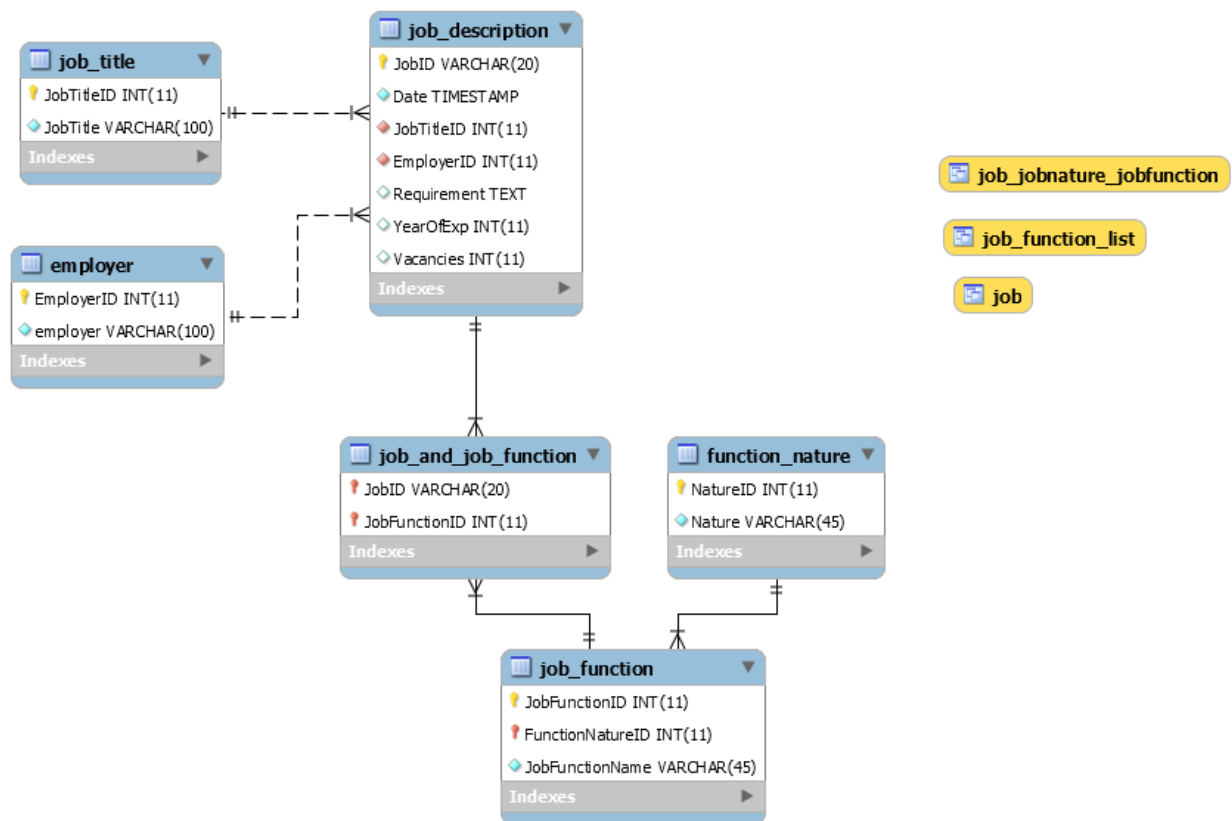 job_title
JobTitleID INT(11)
JobTitle VARCHAR(100)
Indexes
job_description
JobID VARCHAR(20)
Date TIMESTAMP
JobTitleID INT(11)
EmployerID INT(11)
Requirement TEXT
YearOfExp INT(11)
Vacancies INT(11)
Indexes
job_jobnature_jobfunction
job_function_list
job
employer
EmployerID INT(11)
employer VARCHAR(100)
Indexes
job_and_job_function
JobID VARCHAR(20)
JobFunctionID INT(11)
Indexes
function_nature
NatureID INT(11)
Nature VARCHAR(45)
Indexes
job_function
JobFunctionID INT(11)
FunctionNatureID INT(11)
JobFunctionName VARCHAR(45)
Indexes